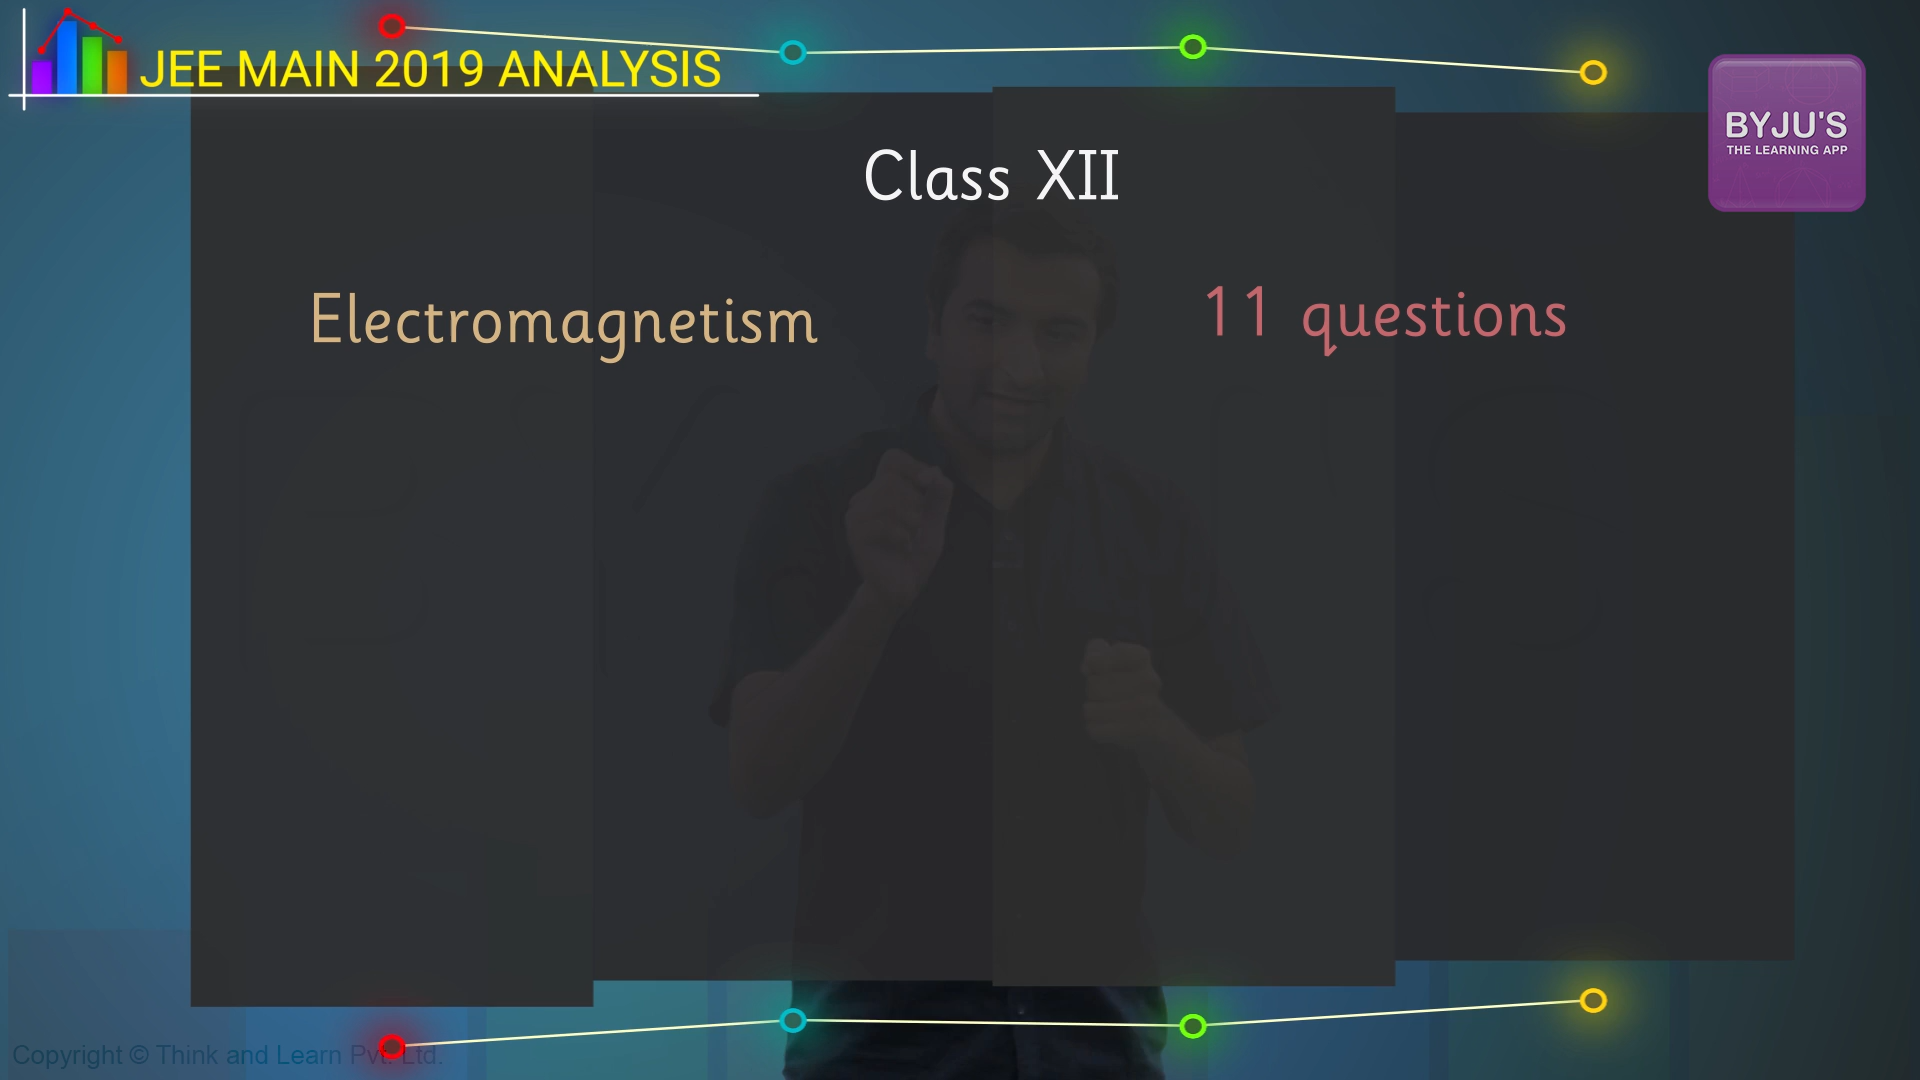 JEE MAIN 2019 ANALYSIS
BYJU'S
THE LEARNING APP
Class XII
Electromagnetism
11 questions
Copyright © Think and Learn Pvt. Ltd.